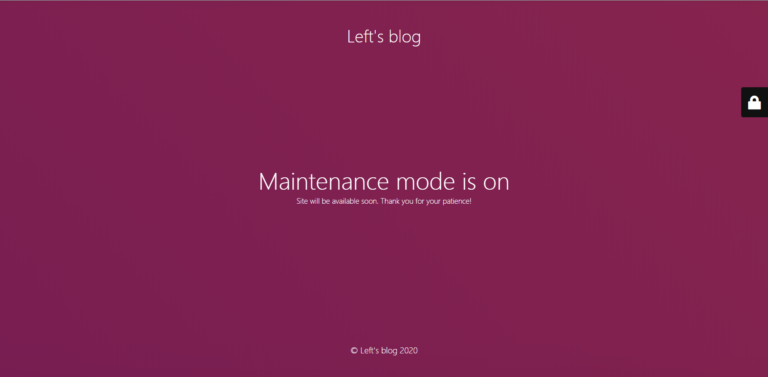 Left's blog
Maintenance mode is on
Site will be available soon. Thank you for your patience!
© Left's blog 2020